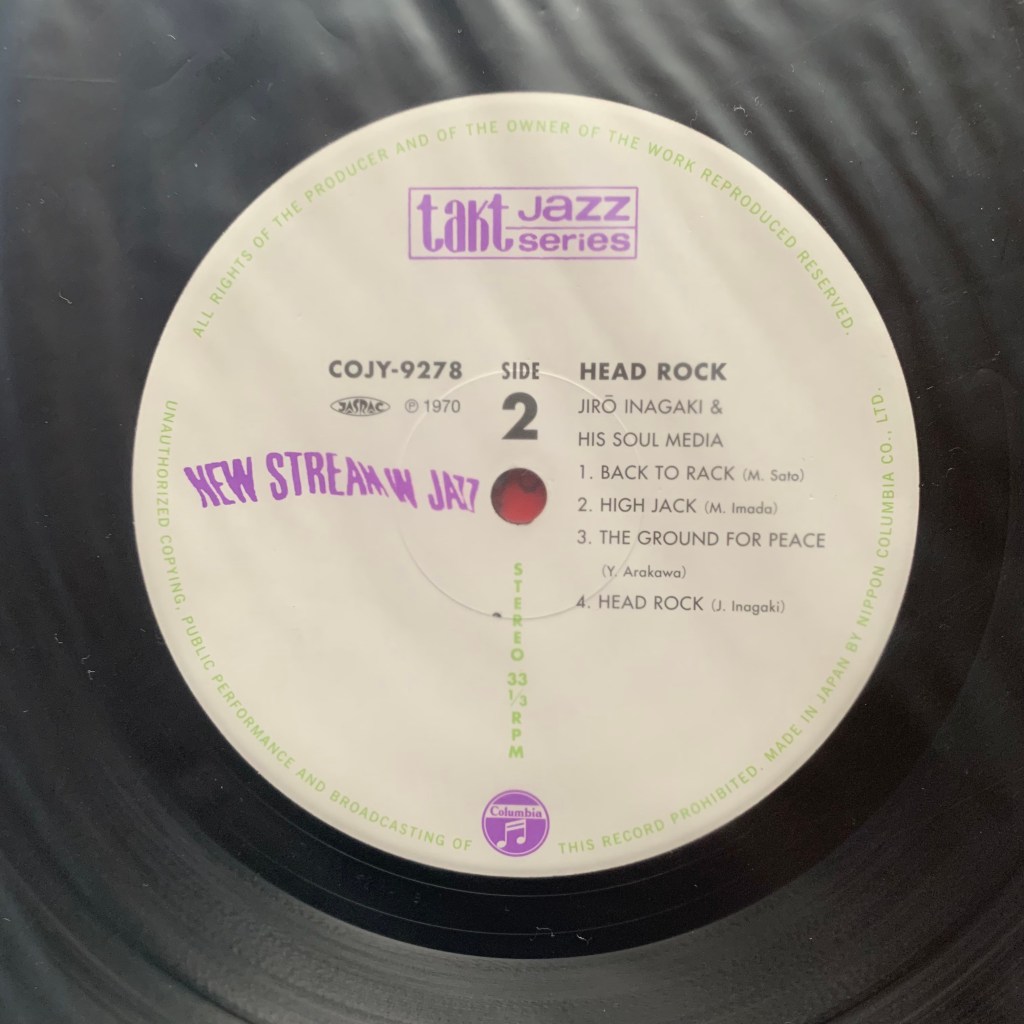 ALL RIGHTS OF THE PRODUCER AND OF THE OWNER OF THE WORK REPRODUCED RESERVED.
takt Jazz series
COJY-9278
JASRAC
℗ 1970
NEW STREAM IN JAZZ
SIDE
2
HEAD ROCK
JIRŌ INAGAKI &
HIS SOUL MEDIA
1. BACK TO RACK (M. Sato)
2. HIGH JACK (M. Imada)
3. THE GROUND FOR PEACE
(Y. Arakawa)
4. HEAD ROCK (J. Inagaki)
STEREO 33 1/3 RPM
Columbia
UNAUTHORIZED COPYING, PUBLIC PERFORMANCE AND BROADCASTING OF THIS RECORD PROHIBITED. MADE IN JAPAN BY NIPPON COLUMBIA CO., LTD.